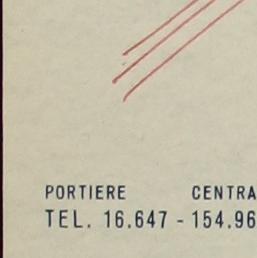 PORTIERE CENTRA
TEL. 16.647 - 154.96